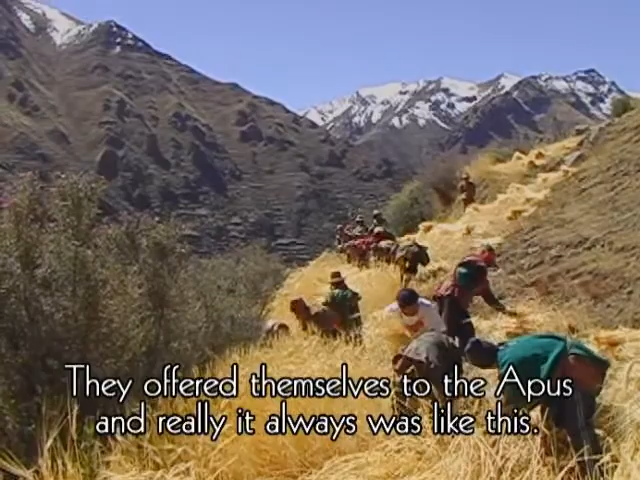 They offered themselves to the Apus
and really it always was like this.